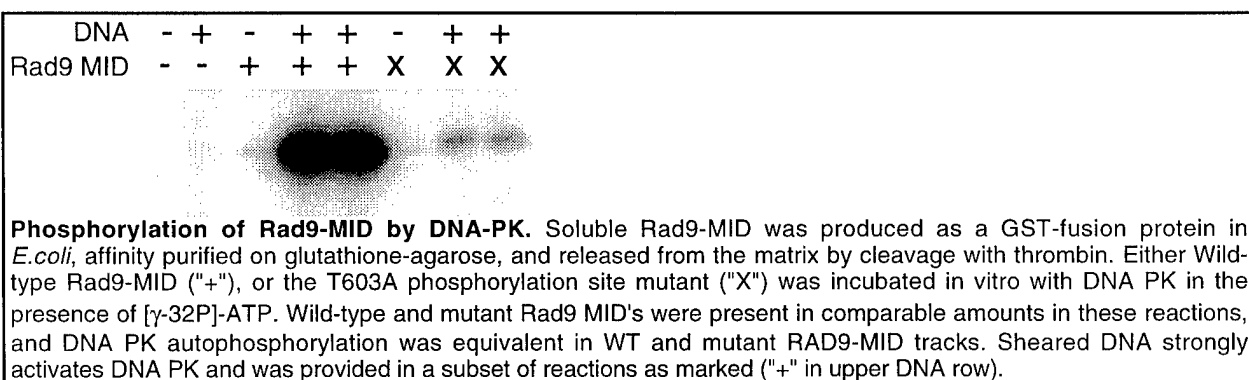 DNA - + - + + - + +
Rad9 MID - - + + + X X X
Phosphorylation of Rad9-MID by DNA-PK. Soluble Rad9-MID was produced as a GST-fusion protein in
E.coli, affinity purified on glutathione-agarose, and released from the matrix by cleavage with thrombin. Either Wild-
type Rad9-MID ("+"), or the T603A phosphorylation site mutant ("X") was incubated in vitro with DNA PK in the
presence of [γ-32P]-ATP. Wild-type and mutant Rad9 MID's were present in comparable amounts in these reactions,
and DNA PK autophosphorylation was equivalent in WT and mutant RAD9-MID tracks. Sheared DNA strongly
activates DNA PK and was provided in a subset of reactions as marked ("+" in upper DNA row).